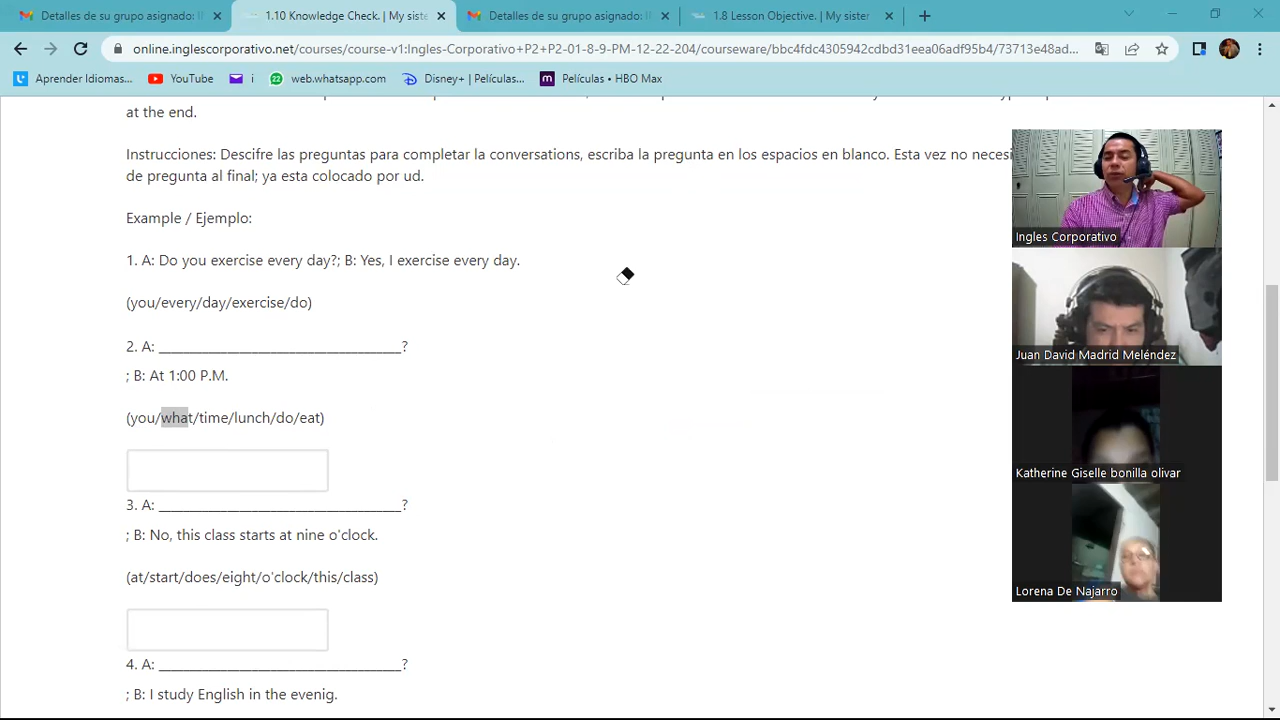 Detalles de su grupo asignado: I
1.10 Knowledge Check. | My siste
Detalles de su grupo asignado: I
1.8 Lesson Objective. | My sister
online.inglescorporativo.net/courses/course-v1:Ingles-Corporativo+P2+P2-01-8-9-PM-12-22-204/courseware/bbc4fdc4305942cdbd31eea06adf95b4/73713e48ad...
Aprender Idiomas...
YouTube
i
22
web.whatsapp.com
Disney+ | Películas,...
Películas • HBO Max
at the end.
Instrucciones: Descifre las preguntas para completar la conversations, escriba la pregunta en los espacios en blanco. Esta vez no necesi
de pregunta al final; ya esta colocado por ud.
Example / Ejemplo:
1. A: Do you exercise every day?; B: Yes, I exercise every day.
(you/every/day/exercise/do)
2. A: ___________________________________?
; B: At 1:00 P.M.
(you/what/time/lunch/do/eat)
3. A: ___________________________________?
; B: No, this class starts at nine o'clock.
(at/start/does/eight/o'clock/this/class)
4. A: ___________________________________?
; B: I study English in the evenig.
Ingles Corporativo
Juan David Madrid Meléndez
Katherine Giselle bonilla olivar
Lorena De Najarro